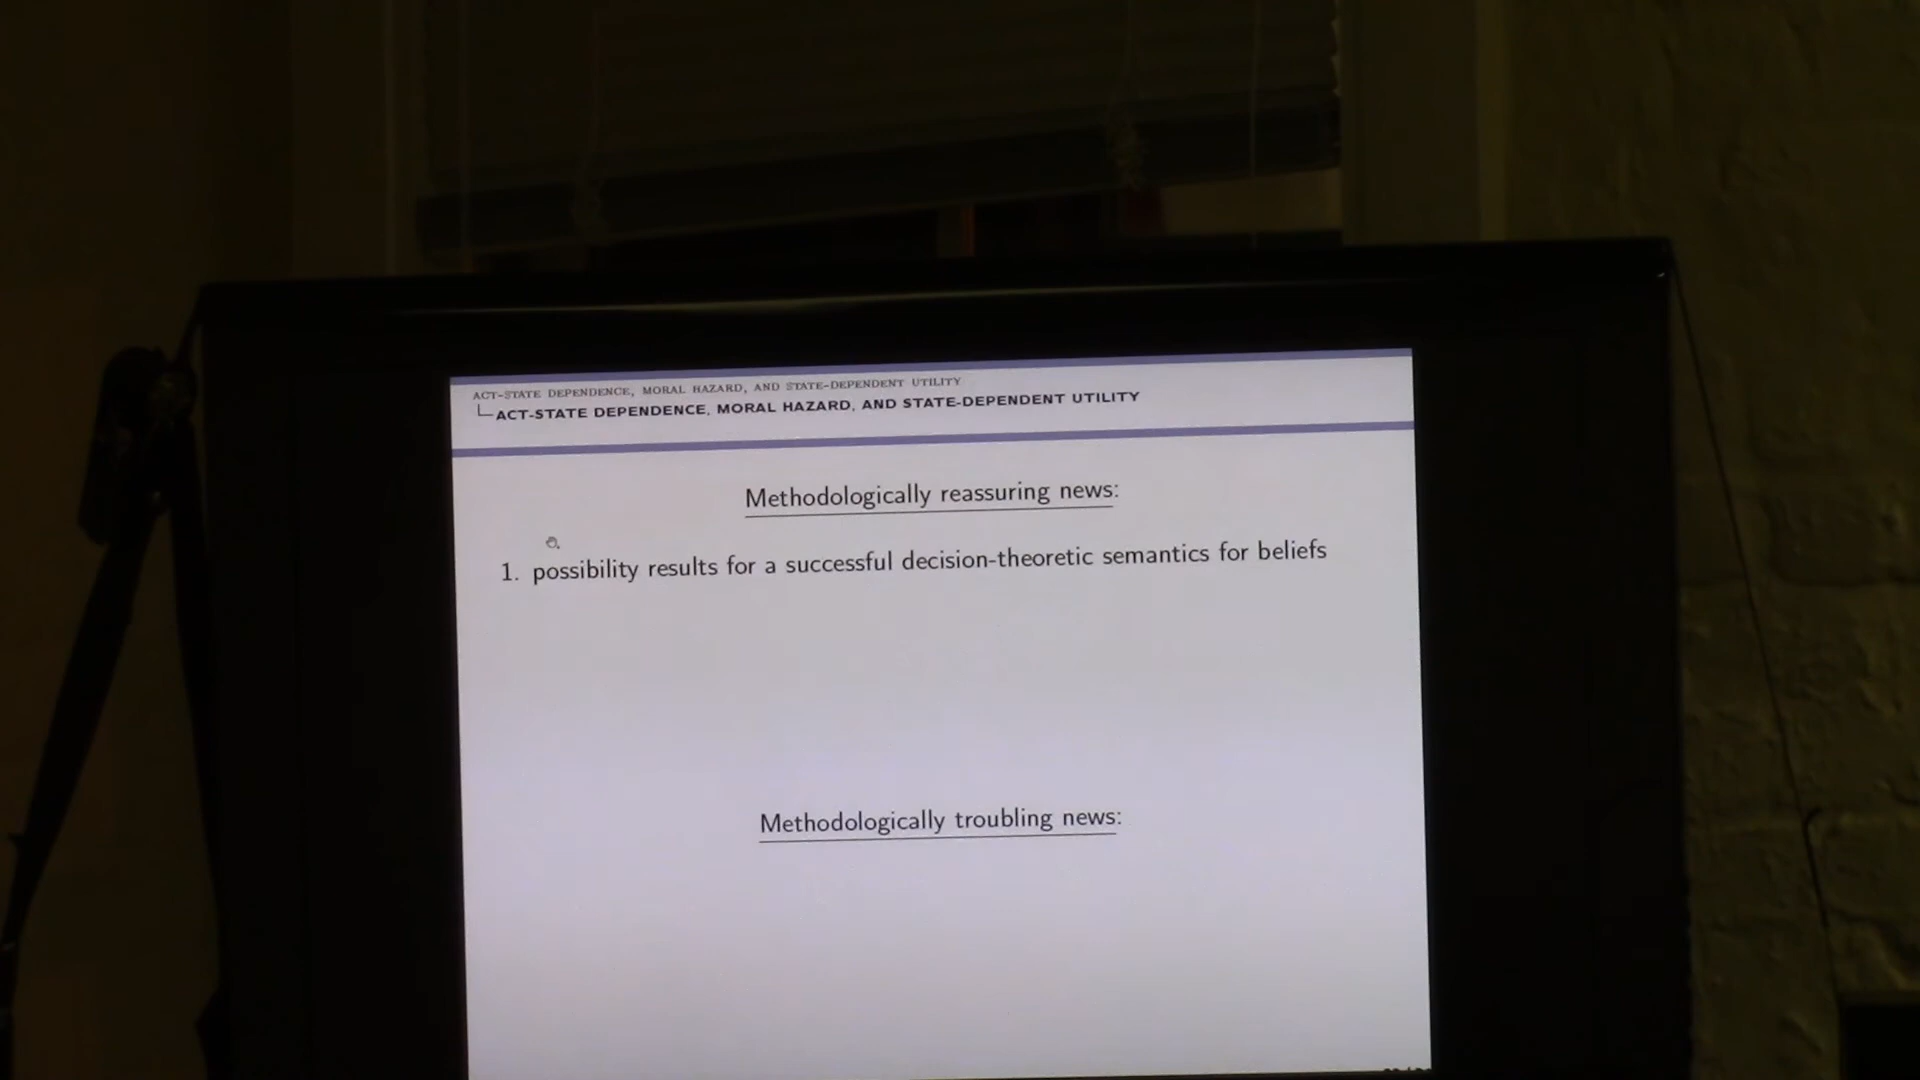 ACT-STATE DEPENDENCE, MORAL HAZARD, AND STATE-DEPENDENT UTILITY
ACT-STATE DEPENDENCE, MORAL HAZARD, AND STATE-DEPENDENT UTILITY
Methodologically reassuring news:
1. possibility results for a successful decision-theoretic semantics for beliefs
Methodologically troubling news: